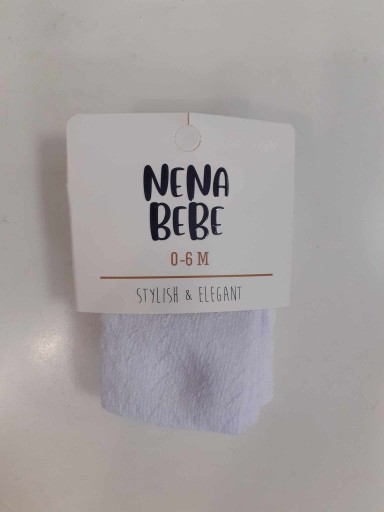 NENA
BEBE
0-6 M
STYLISH & ELEGANT